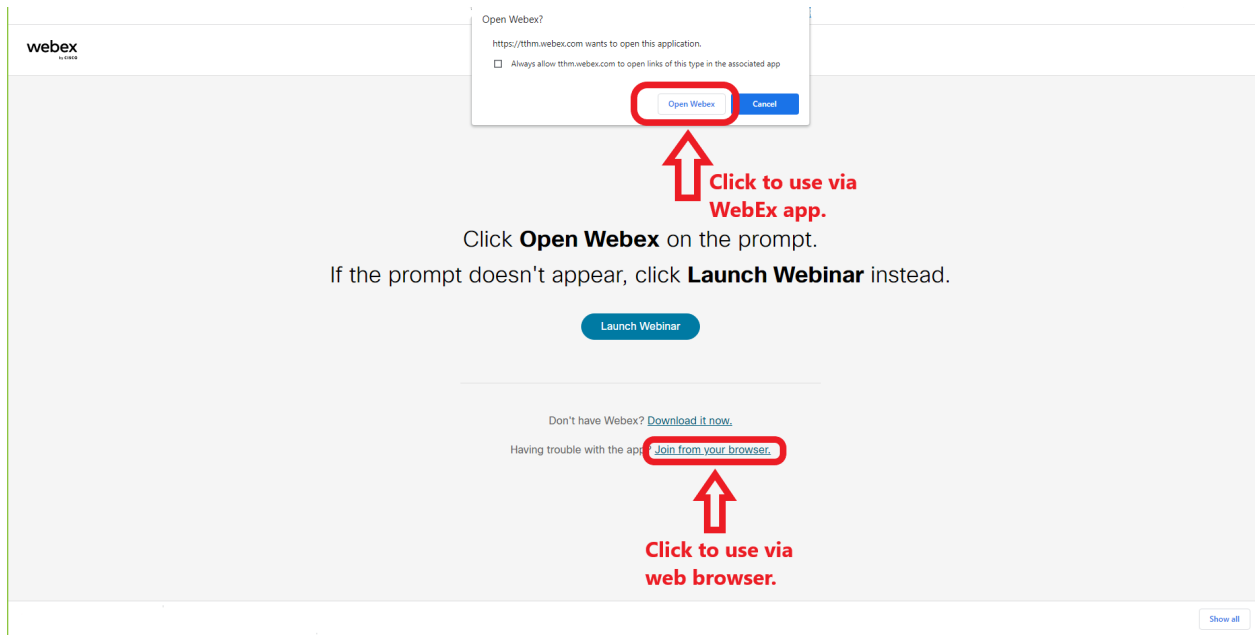 Open Webex?
webex
by CISCO
https://tthm.webex.com wants to open this application.
Always allow tthm.webex.com to open links of this type in the associated app
Open Webex
Cancel
Click to use via
WebEx app.
Click Open Webex on the prompt.
If the prompt doesn't appear, click Launch Webinar instead.
Launch Webinar
Don't have Webex? Download it now.
Having trouble with the app? Join from your browser.
Click to use via
web browser.
Show all